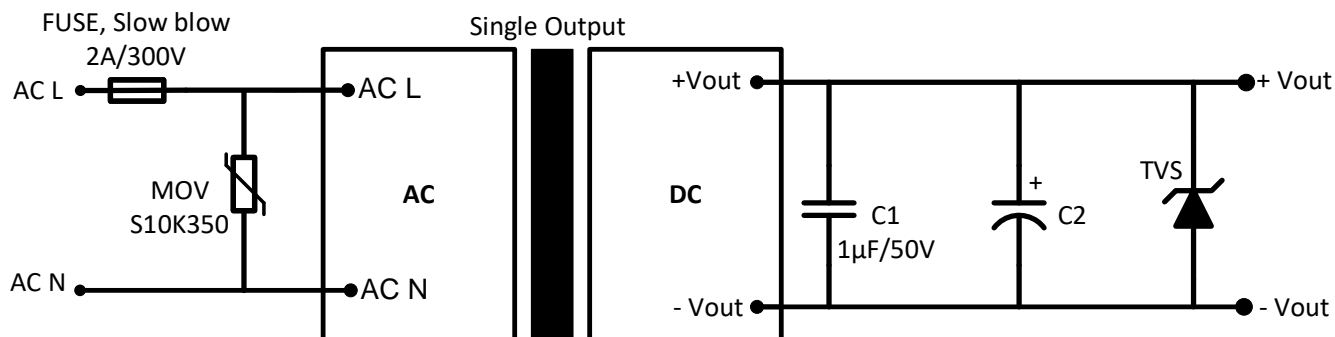 FUSE, Slow blow
2A/300V
Single Output
AC L
AC L
+Vout
+ Vout
MOV
S10K350
AC
DC
+
C1
1µF/50V
C2
TVS
AC N
AC N
- Vout
- Vout